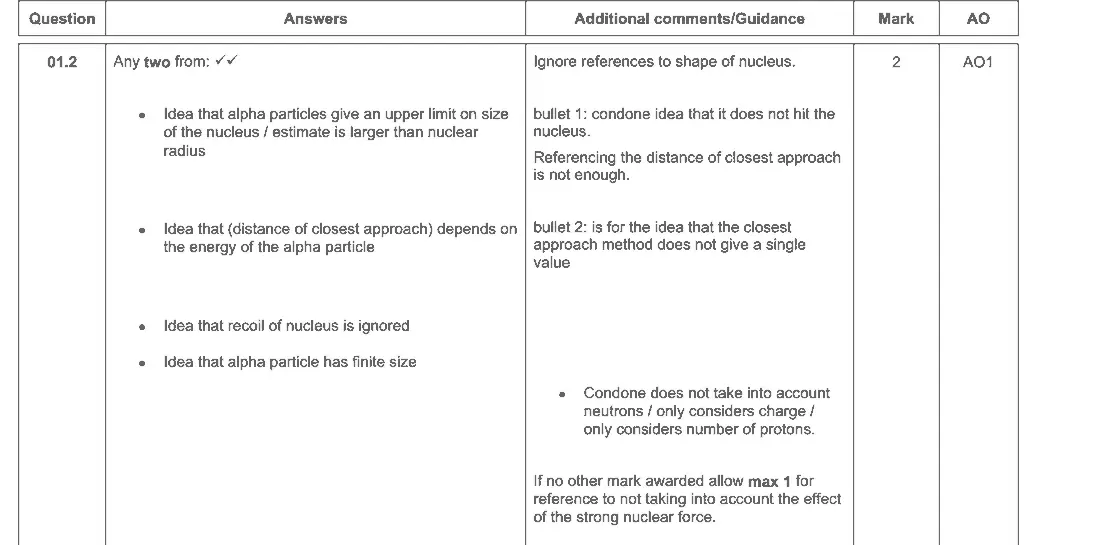 Question Answers Additional comments/Guidance Mark AO
01.2 Any two from: ✓✓ Ignore references to shape of nucleus. 2 AO1
• Idea that alpha particles give an upper limit on size
of the nucleus / estimate is larger than nuclear
radius
bullet 1: condone idea that it does not hit the
nucleus.
Referencing the distance of closest approach
is not enough.
• Idea that (distance of closest approach) depends on
the energy of the alpha particle
bullet 2: is for the idea that the closest
approach method does not give a single
value
• Idea that recoil of nucleus is ignored
• Idea that alpha particle has finite size
• Condone does not take into account
neutrons / only considers charge /
only considers number of protons.
If no other mark awarded allow max 1 for
reference to not taking into account the effect
of the strong nuclear force.